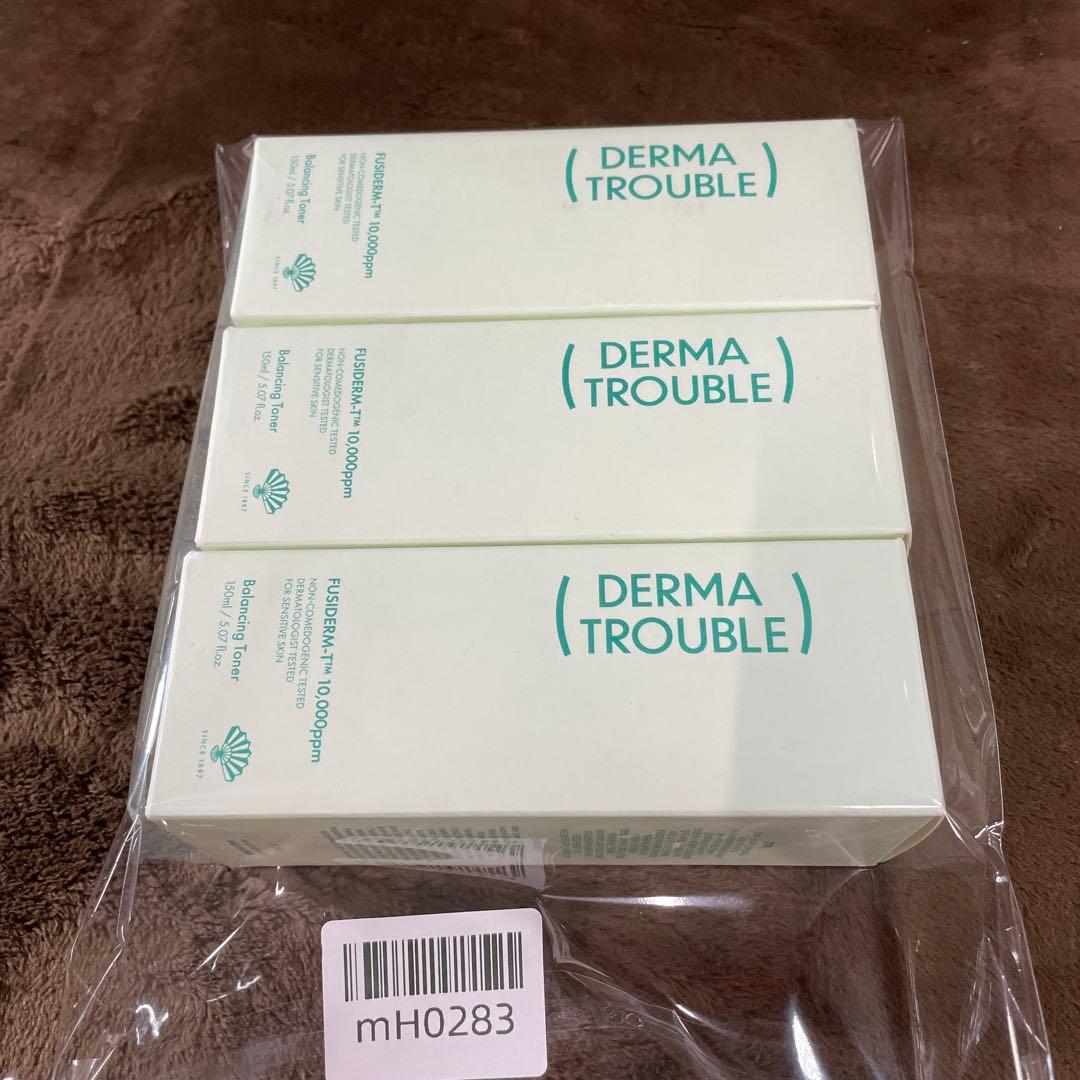 ( DERMA
TROUBLE )
FUSIDERM-T™ 10,000ppm
NON-COMEDOGENIC TESTED
DERMATOLOGIST TESTED
FOR SENSITIVE SKIN
Balancing Toner
150ml / 5.07 fl.oz.
SINCE 1897
( DERMA
TROUBLE )
FUSIDERM-T™ 10,000ppm
NON-COMEDOGENIC TESTED
DERMATOLOGIST TESTED
FOR SENSITIVE SKIN
Balancing Toner
150ml / 5.07 fl.oz.
SINCE 1897
( DERMA
TROUBLE )
FUSIDERM-T™ 10,000ppm
NON-COMEDOGENIC TESTED
DERMATOLOGIST TESTED
FOR SENSITIVE SKIN
Balancing Toner
150ml / 5.07 fl.oz.
SINCE 1897
mH0283